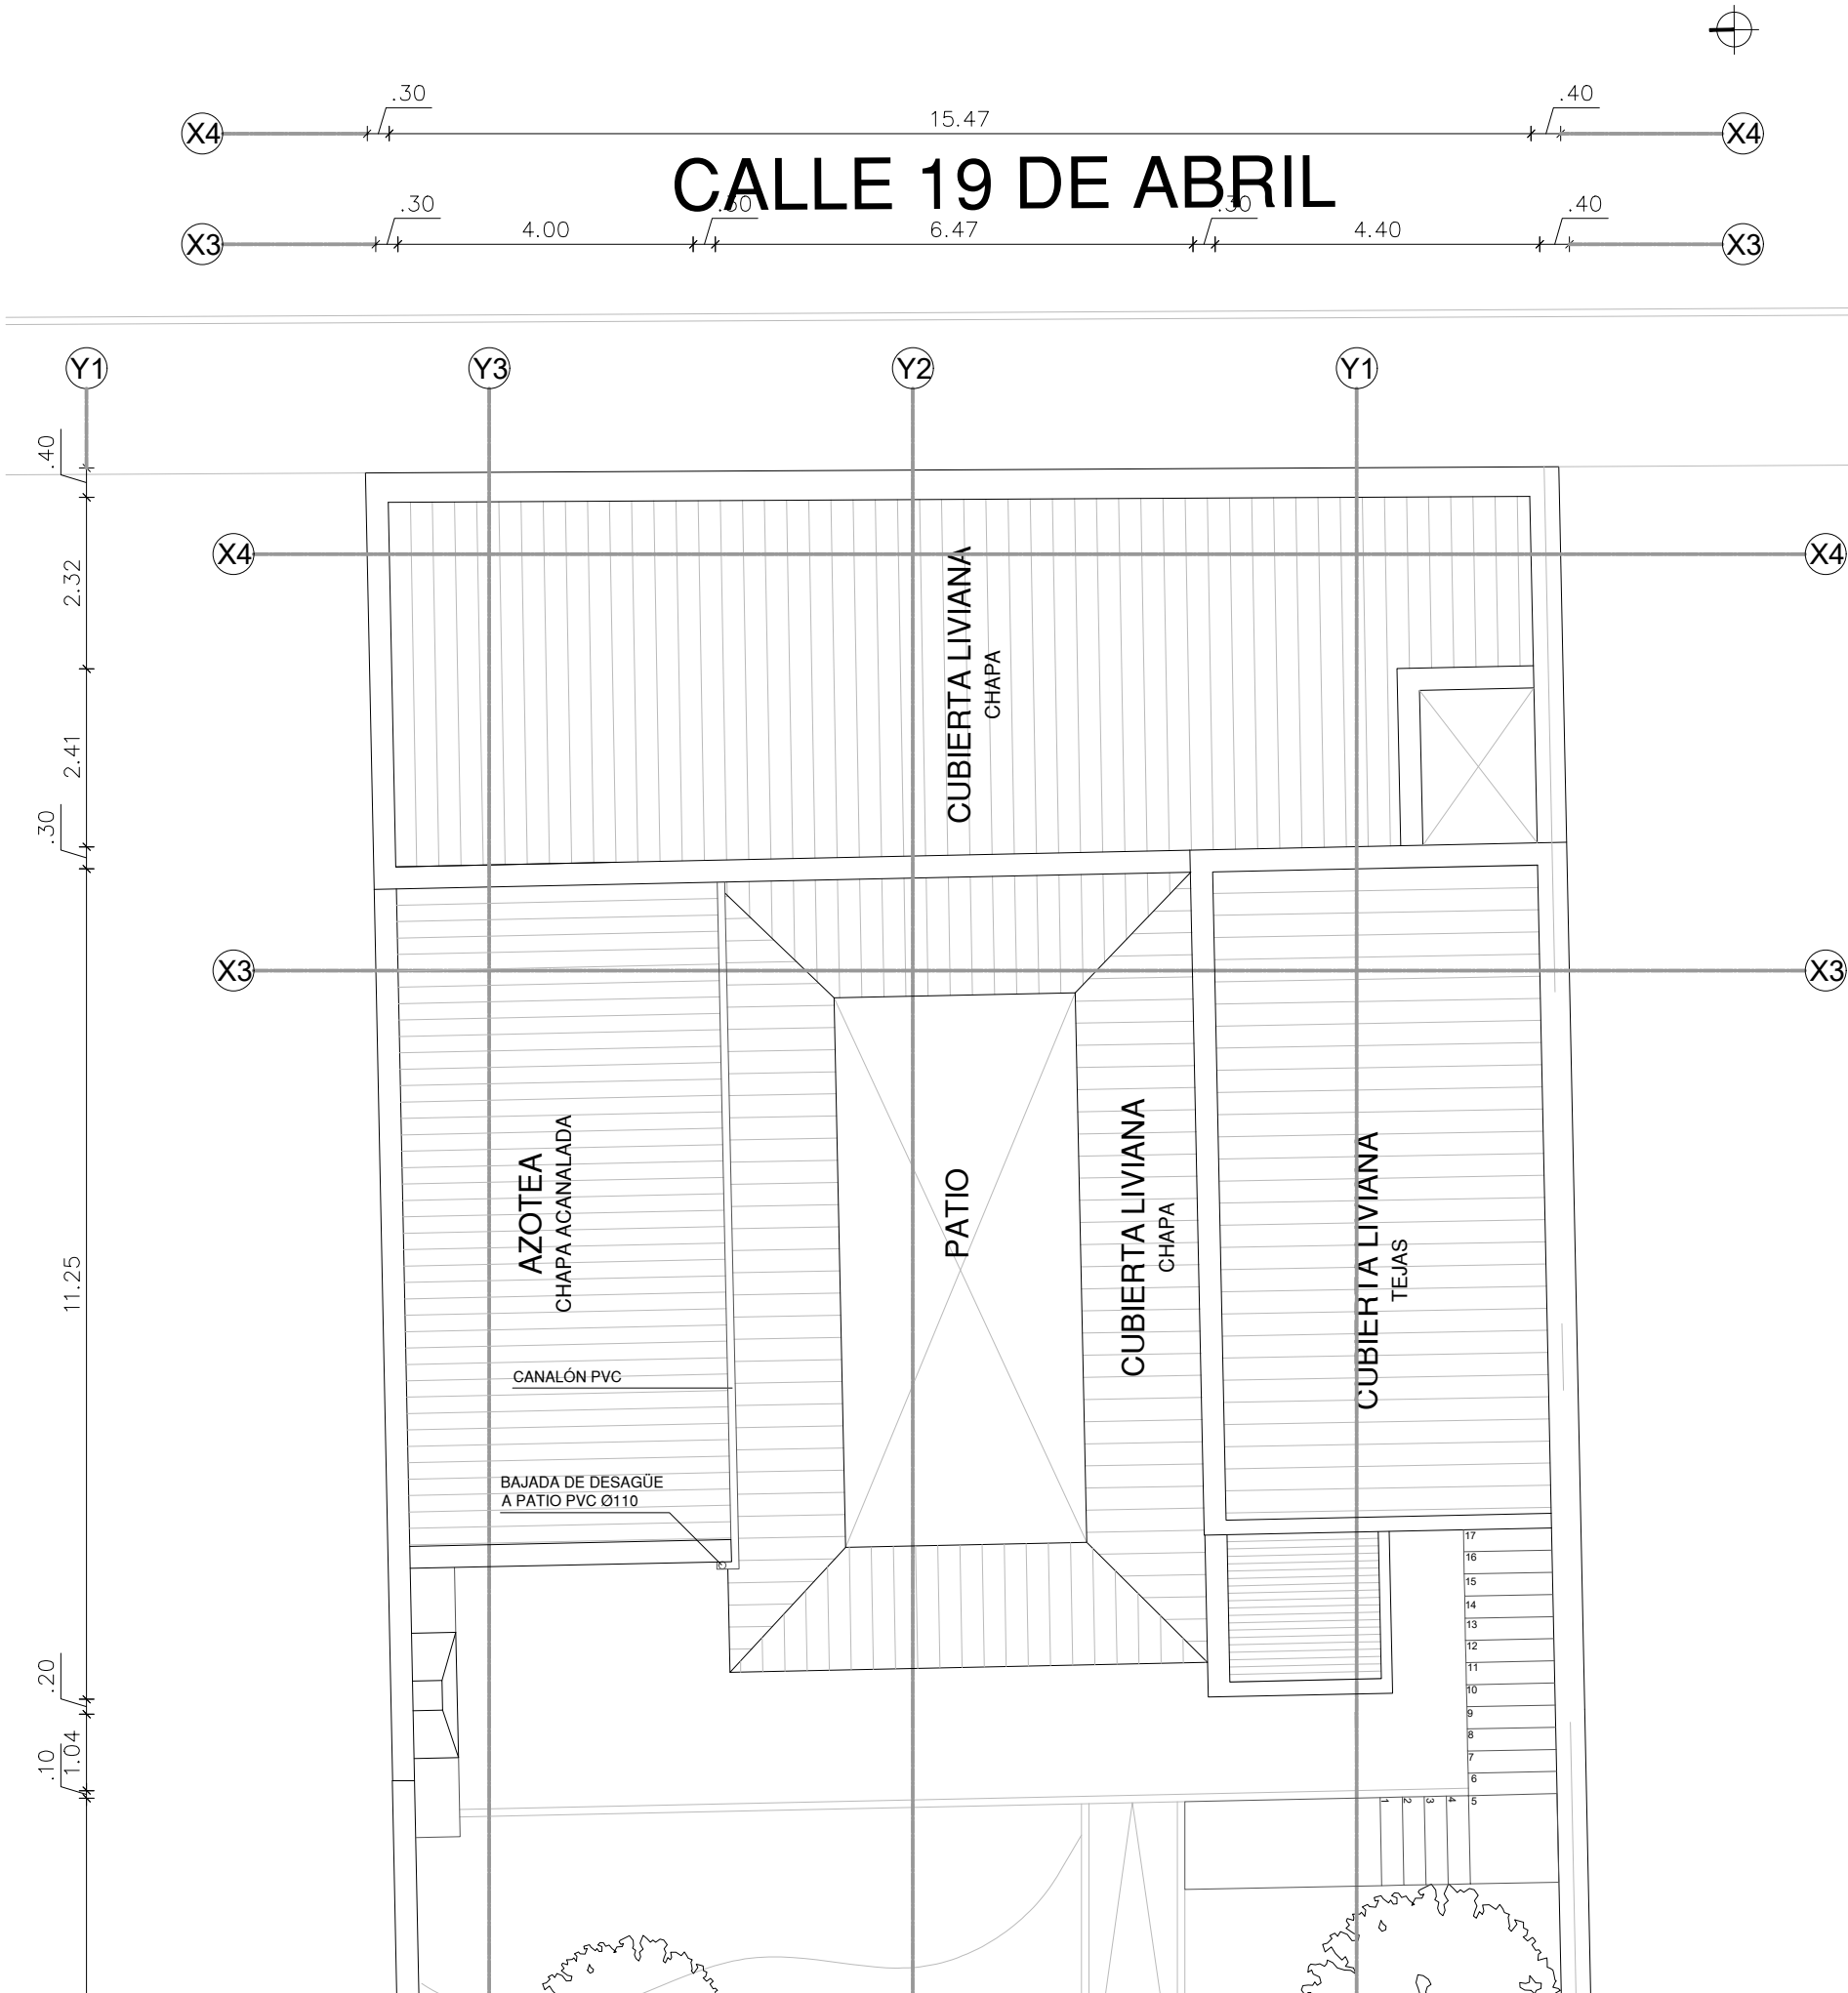 .30
15.47
.40
X4
X4
CALLE 19 DE ABRIL
.30
4.00
.30
6.47
.30
4.40
.40
X3
X3
Y1
Y3
Y2
Y1
.40
2.32
2.41
.30
11.25
.20
1.04
.10
X4
X4
CUBIERTA LIVIANA
CHAPA
X3
X3
AZOTEA
CHAPA ACANALADA
PATIO
CUBIERTA LIVIANA
CHAPA
CUBIERTA LIVIANA
TEJAS
CANALÓN PVC
BAJADA DE DESAGÜE
A PATIO PVC Ø110
17
16
15
14
13
12
11
10
9
8
7
6
5
1
2
3
4